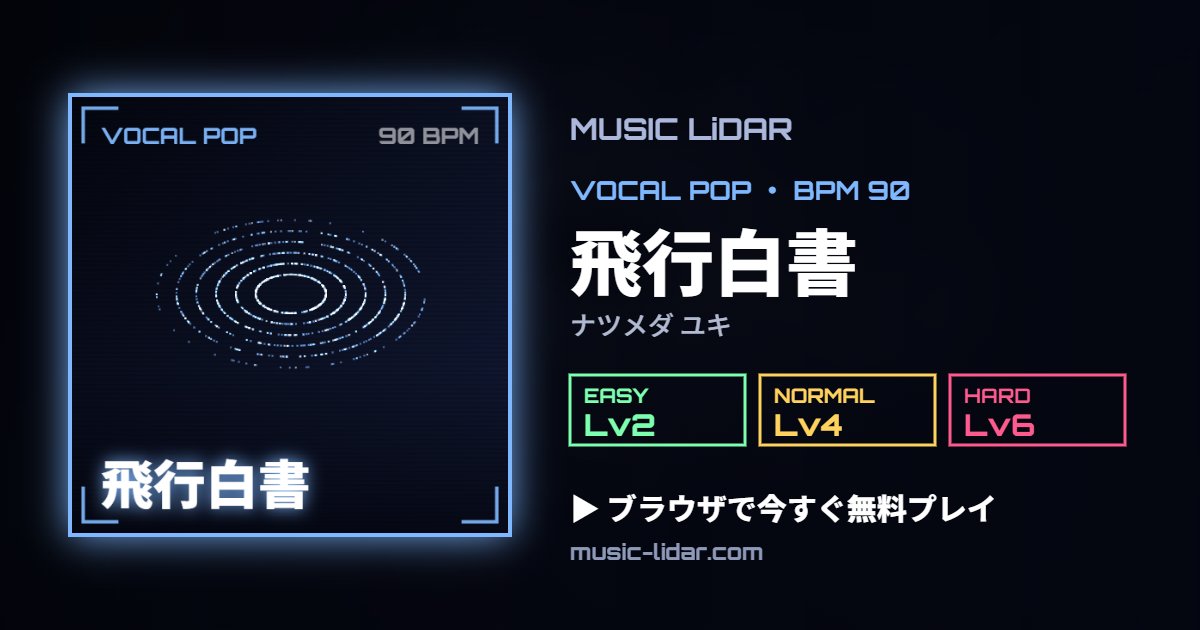 VOCAL POP
90 BPM
飛行白書
MUSIC LiDAR
VOCAL POP ・ BPM 90
飛行白書
ナツメダ ユキ
EASY
Lv2
NORMAL
Lv4
HARD
Lv6
▶ ブラウザで今すぐ無料プレイ
music-lidar.com